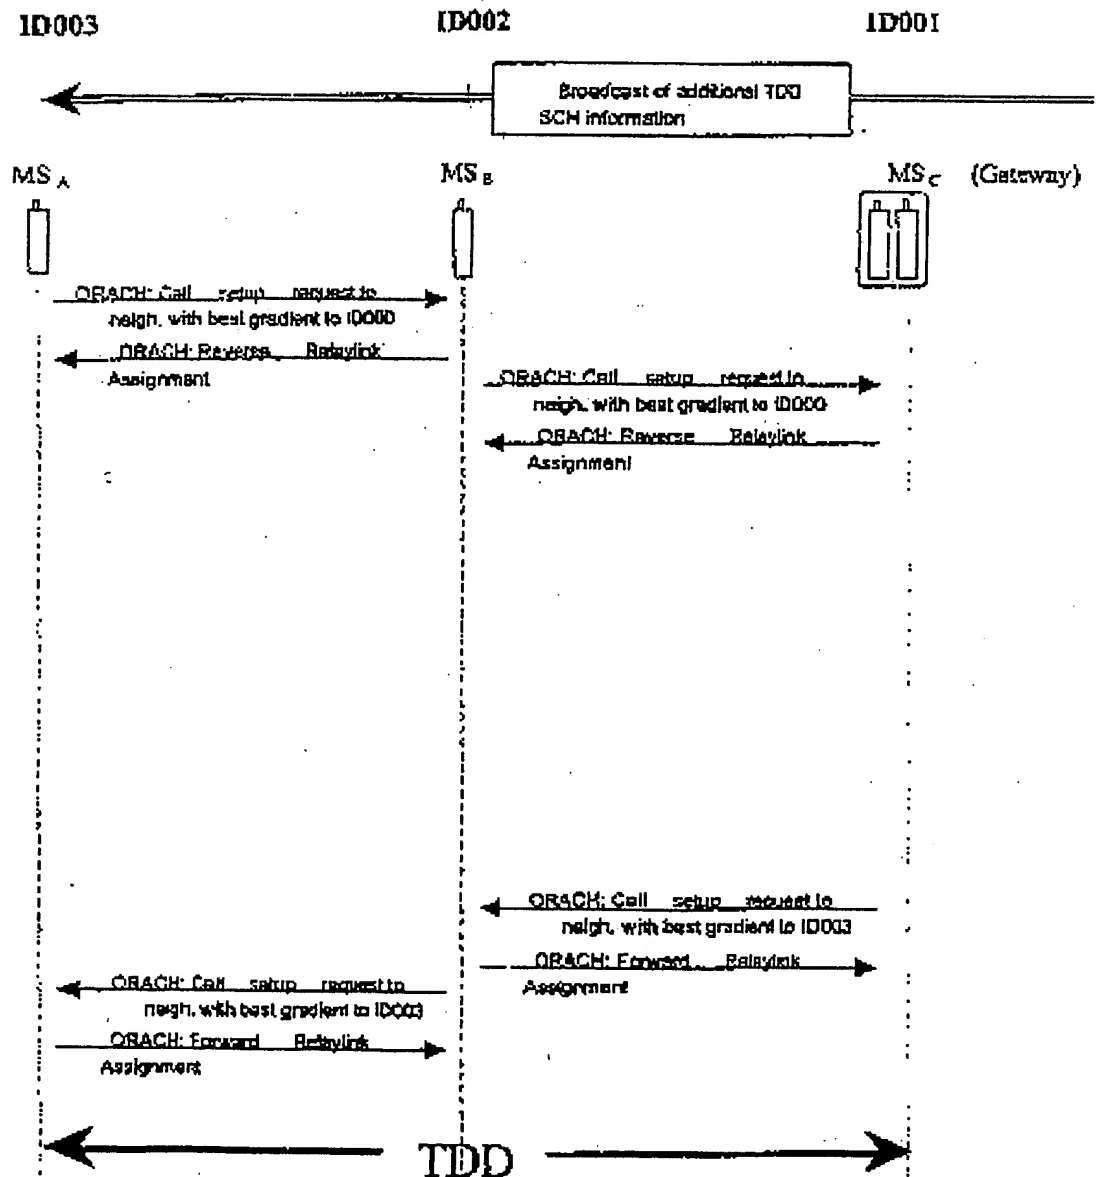 ID003 ID002 ID001
Broadcast of additional TDD
SCH information
MS A MS B MS C (Gateway)
ORACH: Call setup request to
neigh. with best gradient to ID000
ORACH: Reverse Relaylink
Assignment
ORACH: Call setup request to
neigh. with best gradient to ID000
ORACH: Reverse Relaylink
Assignment
ORACH: Call setup request to
neigh. with best gradient to ID003
ORACH: Forward Relaylink
Assignment
ORACH: Call setup request to
neigh. with best gradient to ID003
ORACH: Forward Relaylink
Assignment
TDD